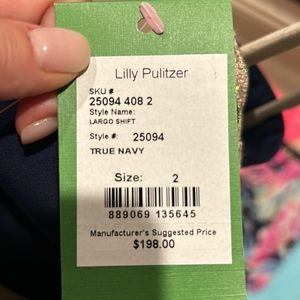 Lilly Pulitzer
SKU #
25094 408 2
Style Name:
LARGO SHIFT
Style #: 25094
TRUE NAVY
Size: 2
889069 135645
Manufacturer's Suggested Price
$198.00